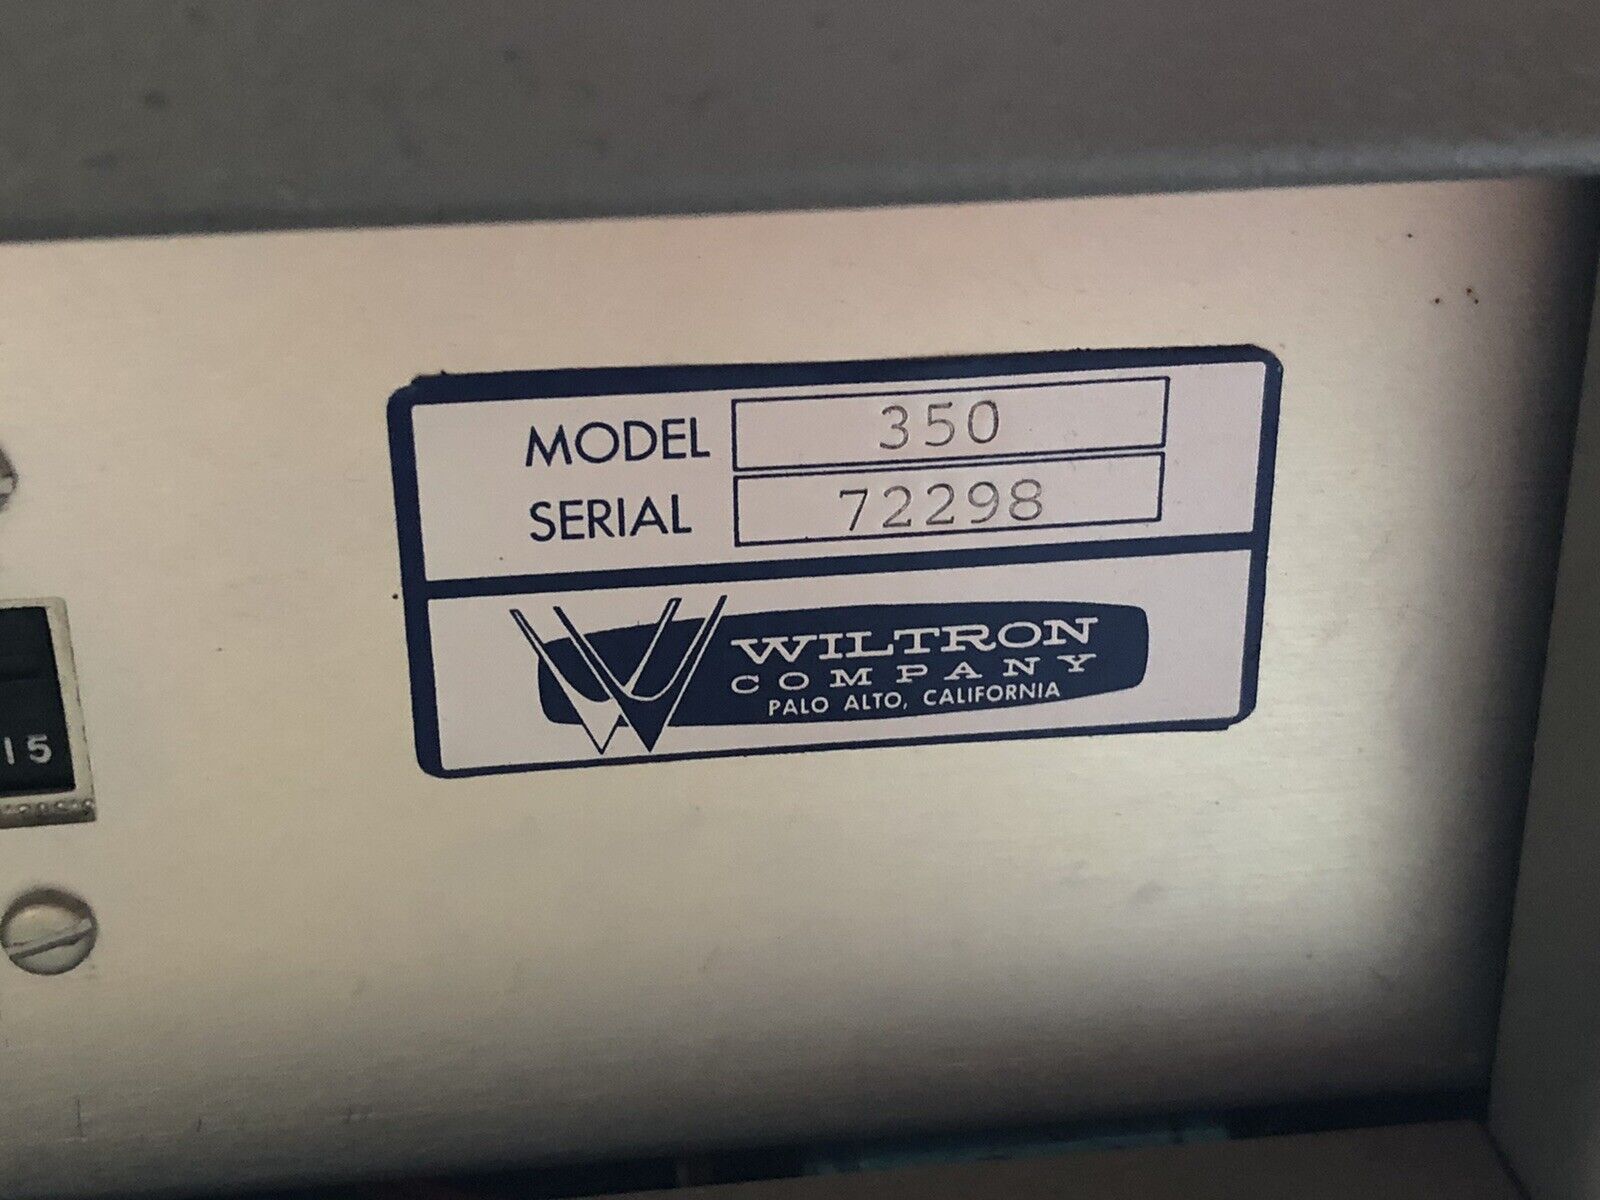 MODEL 350
SERIAL 72298
WILTRON
COMPANY
PALO ALTO, CALIFORNIA
15